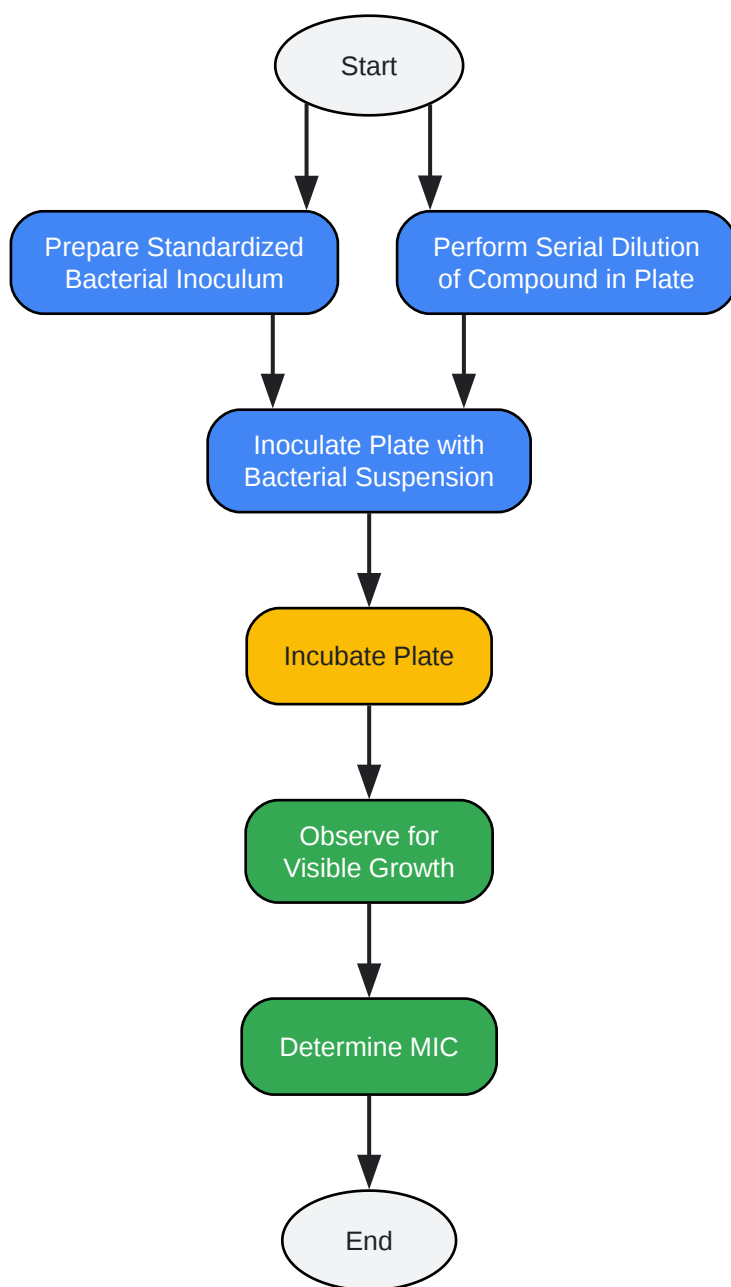 Start
Prepare Standardized
Bacterial Inoculum
Perform Serial Dilution
of Compound in Plate
Inoculate Plate with
Bacterial Suspension
Incubate Plate
Observe for
Visible Growth
Determine MIC
End